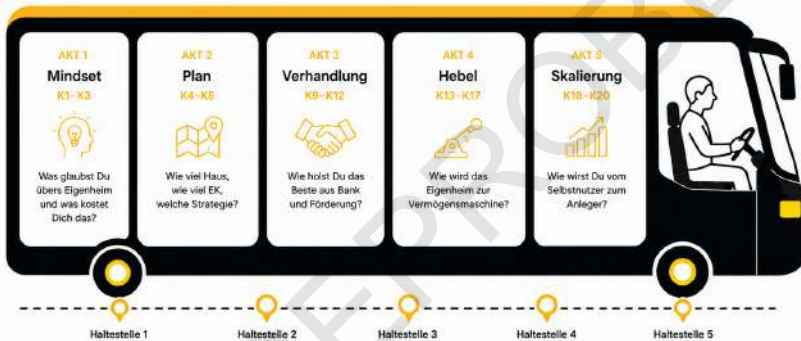 AKT 1
Mindset
K1–K3
Was glaubst Du
übers Eigenheim
und was kostet
Dich das?
AKT 2
Plan
K4–K8
Wie viel Haus,
wie viel EK,
welche Strategie?
AKT 3
Verhandlung
K9–K12
Wie holst Du das
Beste aus Bank
und Förderung?
AKT 4
Hebel
K13–K17
Wie wird das
Eigenheim zur
Vermögensmaschine?
AKT 5
Skalierung
K18–K20
Wie wirst Du vom
Selbstnutzer zum
Anleger?
Haltestelle 1
Haltestelle 2
Haltestelle 3
Haltestelle 4
Haltestelle 5